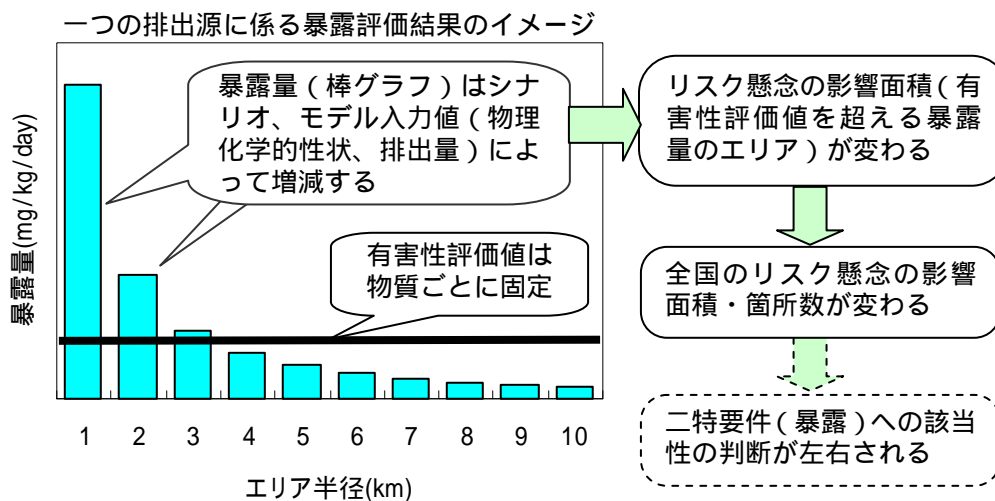 一つの排出源に係る暴露評価結果のイメージ
暴露量(mg/kg/day)
暴露量（棒グラフ）はシ
ナリオ、モデル入力値（物理
化学的性状、排出量）によ
って増減する
有害性評価値は
物質ごとに固定
1 2 3 4 5 6 7 8 9 10
エリア半径(km)
リスク懸念の影響面積（有
害性評価値を超える暴露
量のエリア）が変わる
全国のリスク懸念の影響
面積・箇所数が変わる
二特要件（暴露）への該当
性の判断が左右される